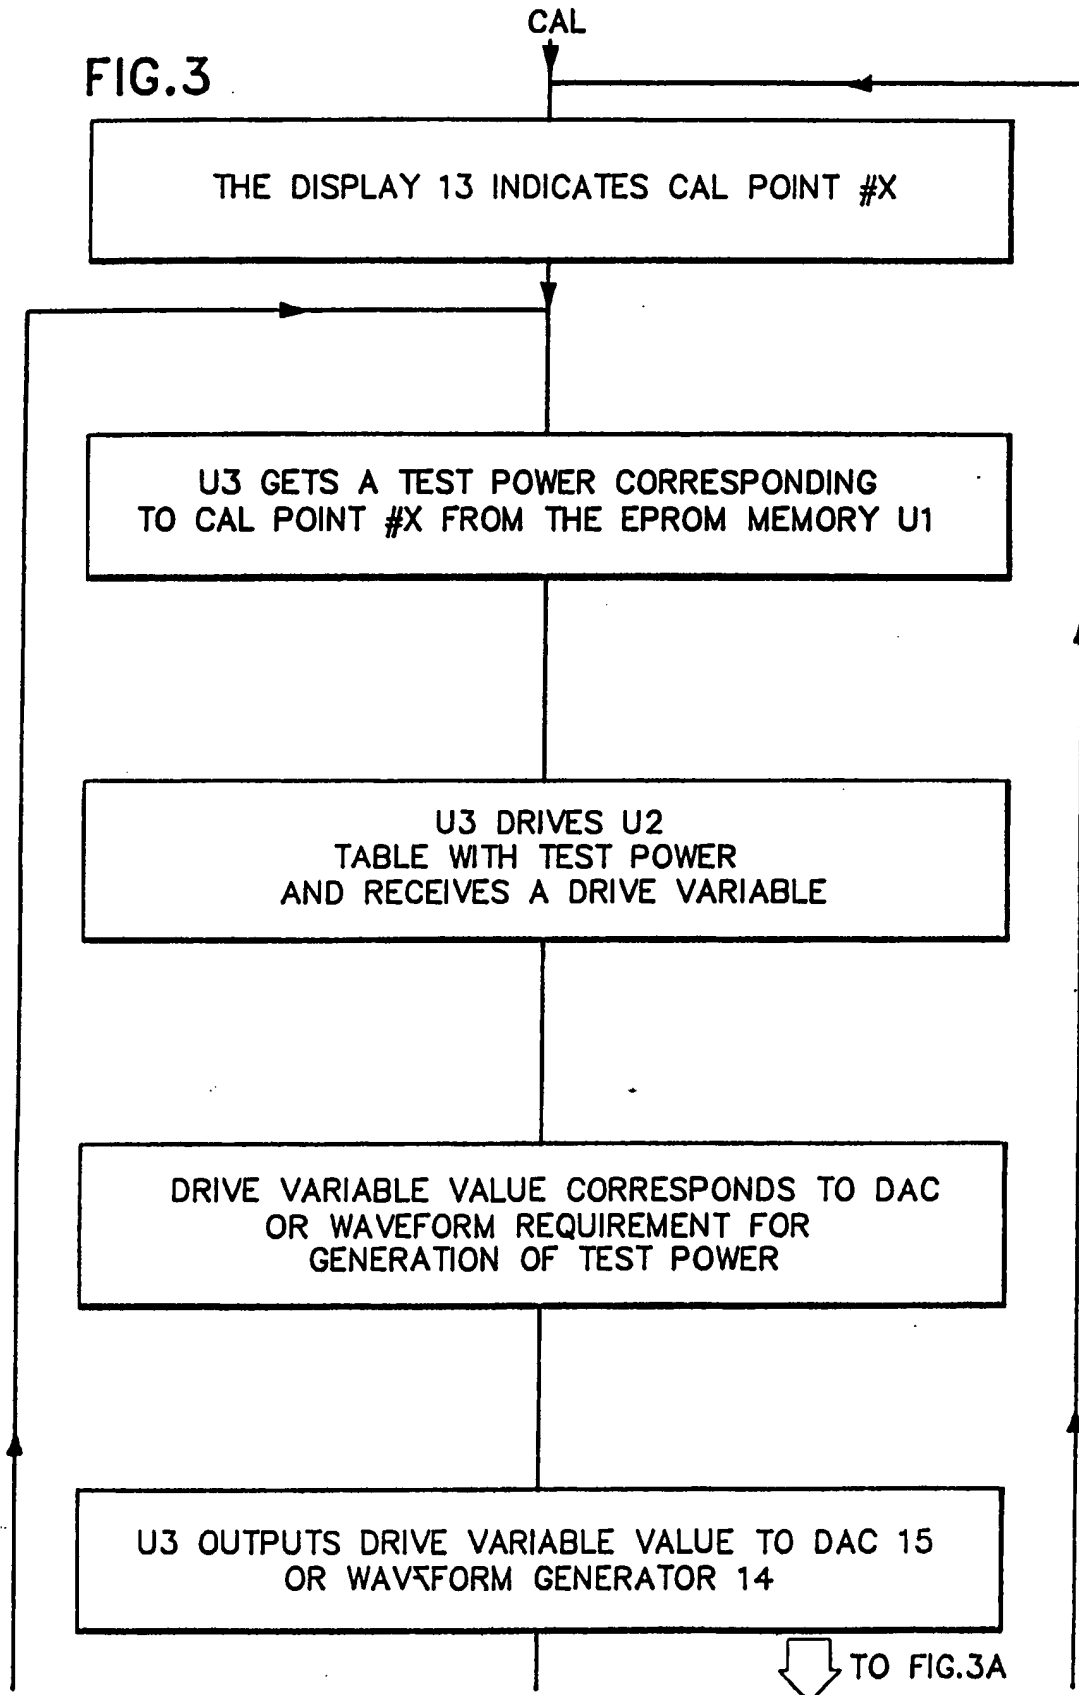 CAL
FIG.3
THE DISPLAY 13 INDICATES CAL POINT #X
U3 GETS A TEST POWER CORRESPONDING
TO CAL POINT #X FROM THE EPROM MEMORY U1
U3 DRIVES U2
TABLE WITH TEST POWER
AND RECEIVES A DRIVE VARIABLE
DRIVE VARIABLE VALUE CORRESPONDS TO DAC
OR WAVEFORM REQUIREMENT FOR
GENERATION OF TEST POWER
U3 OUTPUTS DRIVE VARIABLE VALUE TO DAC 15
OR WAVEFORM GENERATOR 14
TO FIG.3A